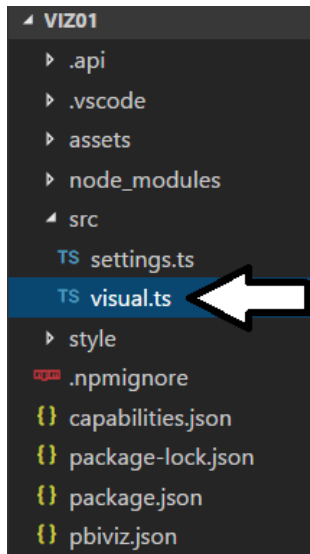 VIZ01
.api
.vscode
assets
node_modules
src
TS settings.ts
TS visual.ts
style
npm .npmignore
{} capabilities.json
{} package-lock.json
{} package.json
{} pbiviz.json